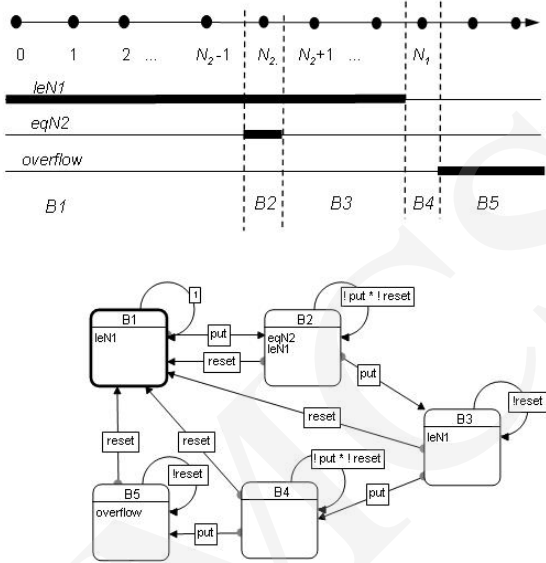 0 1 2 ... N2-1 N2. N2+1 ... N1
leN1
eqN2
overflow
B1 B2 B3 B4 B5
1
! put * ! reset
B1
leN1
put
B2
eqN2
leN1
reset
put
!reset
B3
leN1
reset
reset
reset
!reset
! put * ! reset
put
B5
overflow
B4
put
MCS